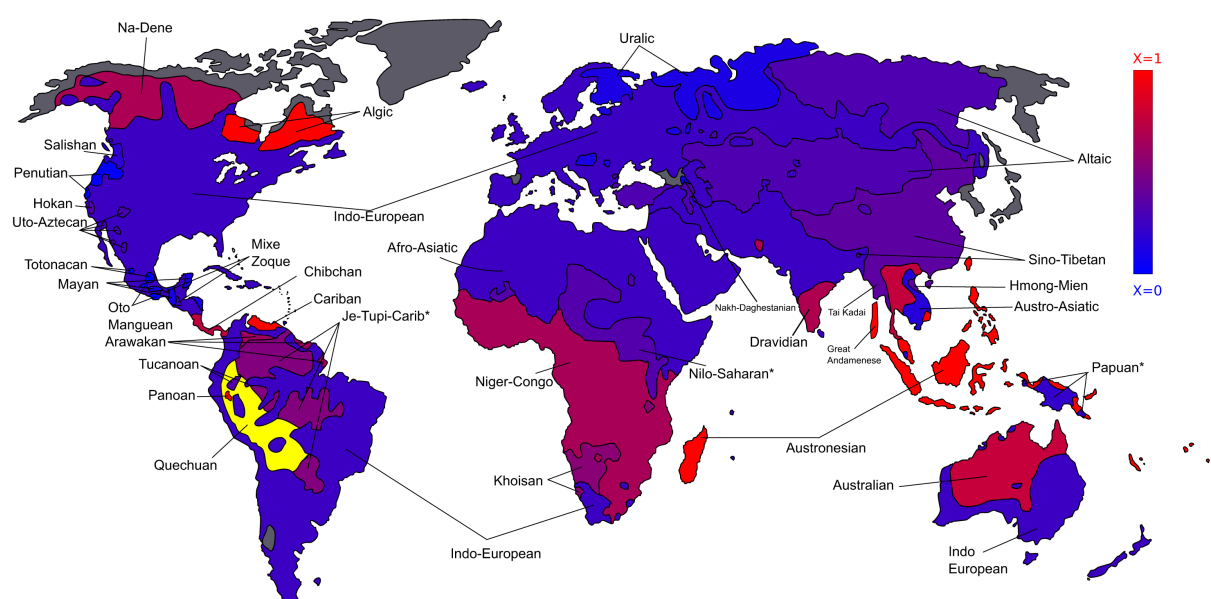 Na-Dene
Uralic
X=1
Algic
Salishan
Altaic
Penutian
Hokan
Indo-European
Uto-Aztecan
Mixe
Zoque
Afro-Asiatic
Totonacan
Sino-Tibetan
Chibchan
Mayan
Hmong-Mien
X=0
Cariban
Oto
Manguean
Nakh-Daghestanian
Tai Kadai
Austro-Asiatic
Je-Tupi-Carib*
Arawakan
Dravidian
Great
Andamenese
Tucanoan
Nilo-Saharan*
Papuan*
Niger-Congo
Panoan
Austronesian
Quechuan
Khoisan
Australian
Indo-European
Indo
European